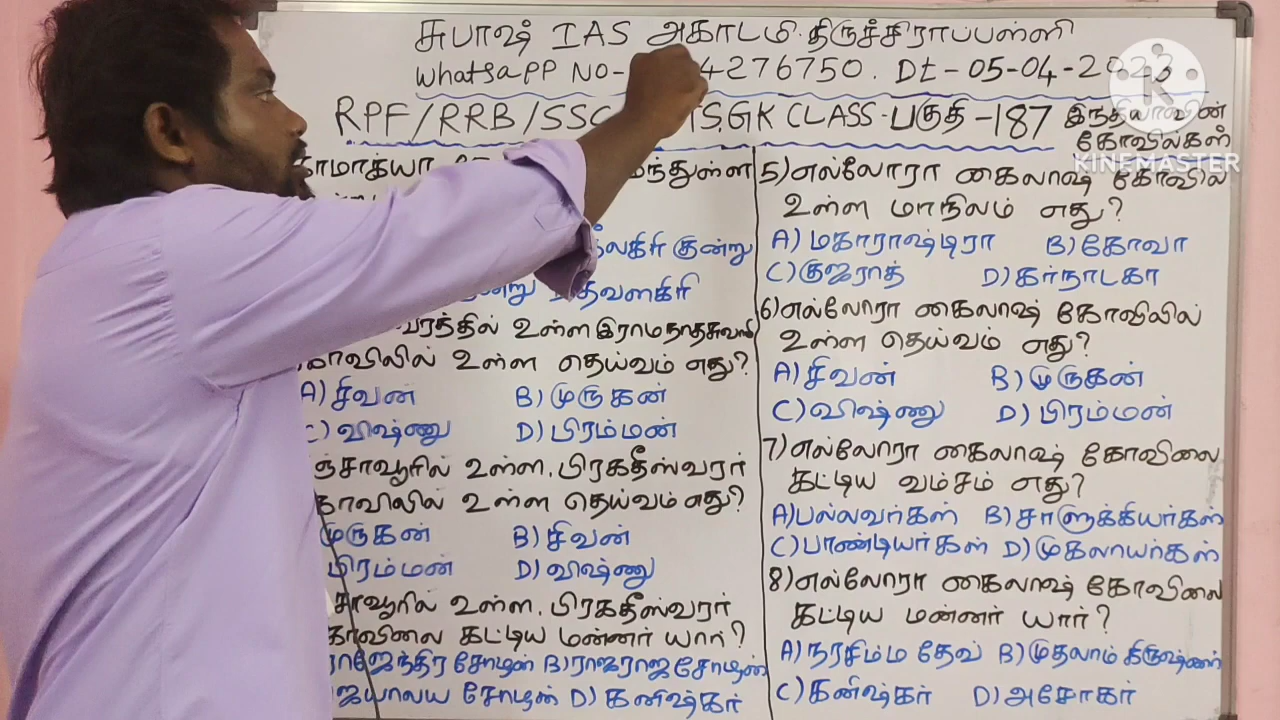 சுபாஷ் IAS அகாடமி திருச்சிராப்பள்ளி
Whatsapp No- 4276750. Dt-05-04-2023
RPF/RRB/SSC TS,GK CLASS-பகுதி-187 இந்தியாவின்
கோவில்கள்
KINEMASTER
காமாக்யா மைந்துள்ள
நீலகிரி குன்று
குன்று D)தவளகிரி
வரத்தில் உள்ள இராமநாதசுவாமி
கோவிலில் உள்ள தெய்வம் எது?
A)சிவன் B)முருகன்
C)விஷ்ணு D)பிரம்மன்
ஞ்சாவூரில் உள்ள பிரகதீஸ்வரர்
கோவிலில் உள்ள தெய்வம் எது?
முருகன் B)சிவன்
பிரம்மன் D)விஷ்ணு
சாவூரில் உள்ள பிரகதீஸ்வரர்
கோவிலை கட்டிய மன்னர் யார்?
ராஜேந்திர சோழன் B)ராஜராஜ சோழன்
ஜயாலய சோழன் D)கனிஷ்கர்
5)எல்லோரா கைலாஷ் கோவில்
உள்ள மாநிலம் எது?
A)மகாராஷ்டிரா B)கோவா
C)குஜராத் D)கர்நாடகா
6)எல்லோரா கைலாஷ் கோவிலில்
உள்ள தெய்வம் எது?
A)சிவன் B)முருகன்
C)விஷ்ணு D)பிரம்மன்
7)எல்லோரா கைலாஷ் கோவிலை
கட்டிய வம்சம் எது?
A)பல்லவர்கள் B)சாளுக்கியர்கள்
C)பாண்டியர்கள் D)முகலாயர்கள்
8)எல்லோரா கைலாஷ் கோவிலை
கட்டிய மன்னர் யார்?
A)நரசிம்ம தேவ் B)முதலாம் கிருஷ்ணர்
C)கனிஷ்கர் D)அசோகர்